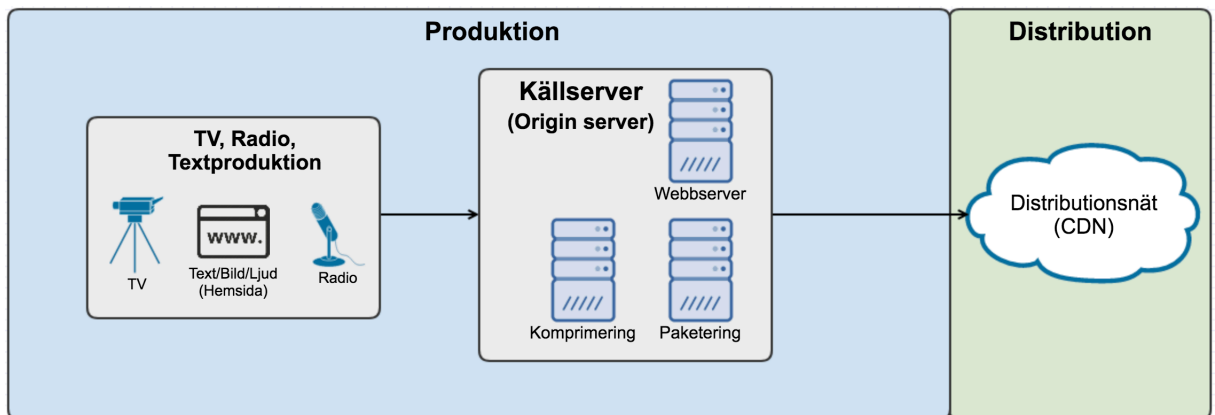 Produktion
Distribution
TV, Radio,
Textproduktion
TV
www.
Text/Bild/Ljud
(Hemsida)
Radio
Källserver
(Origin server)
Webbserver
Komprimering
Paketering
Distributionsnät
(CDN)